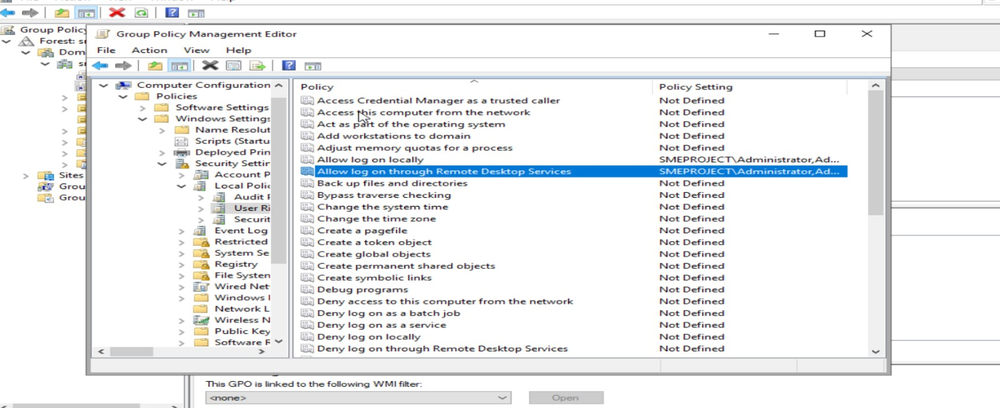 Group Policy
Forest: sr
Dom
Sites
Grou
Grou
Group Policy Management Editor
File Action View Help
Computer Configuration
Policies
Software Settings
Windows Settings
Name Resolut
Scripts (Startu
Deployed Prin
Security Settin
Account P
Local Polic
Audit P
User Ri
Securit
Event Log
Restricted
System Se
Registry
File System
Wired Net
Windows
Network L
Wireless N
Public Key
Software R
Policy Policy Setting
Access Credential Manager as a trusted caller Not Defined
Access this computer from the network Not Defined
Act as part of the operating system Not Defined
Add workstations to domain Not Defined
Adjust memory quotas for a process Not Defined
Allow log on locally SMEPROJECT\Administrator,Ad...
Allow log on through Remote Desktop Services SMEPROJECT\Administrator,Ad...
Back up files and directories Not Defined
Bypass traverse checking Not Defined
Change the system time Not Defined
Change the time zone Not Defined
Create a pagefile Not Defined
Create a token object Not Defined
Create global objects Not Defined
Create permanent shared objects Not Defined
Create symbolic links Not Defined
Debug programs Not Defined
Deny access to this computer from the network Not Defined
Deny log on as a batch job Not Defined
Deny log on as a service Not Defined
Deny log on locally Not Defined
Deny log on through Remote Desktop Services Not Defined
This GPO is linked to the following WMI filter:
<none> Open